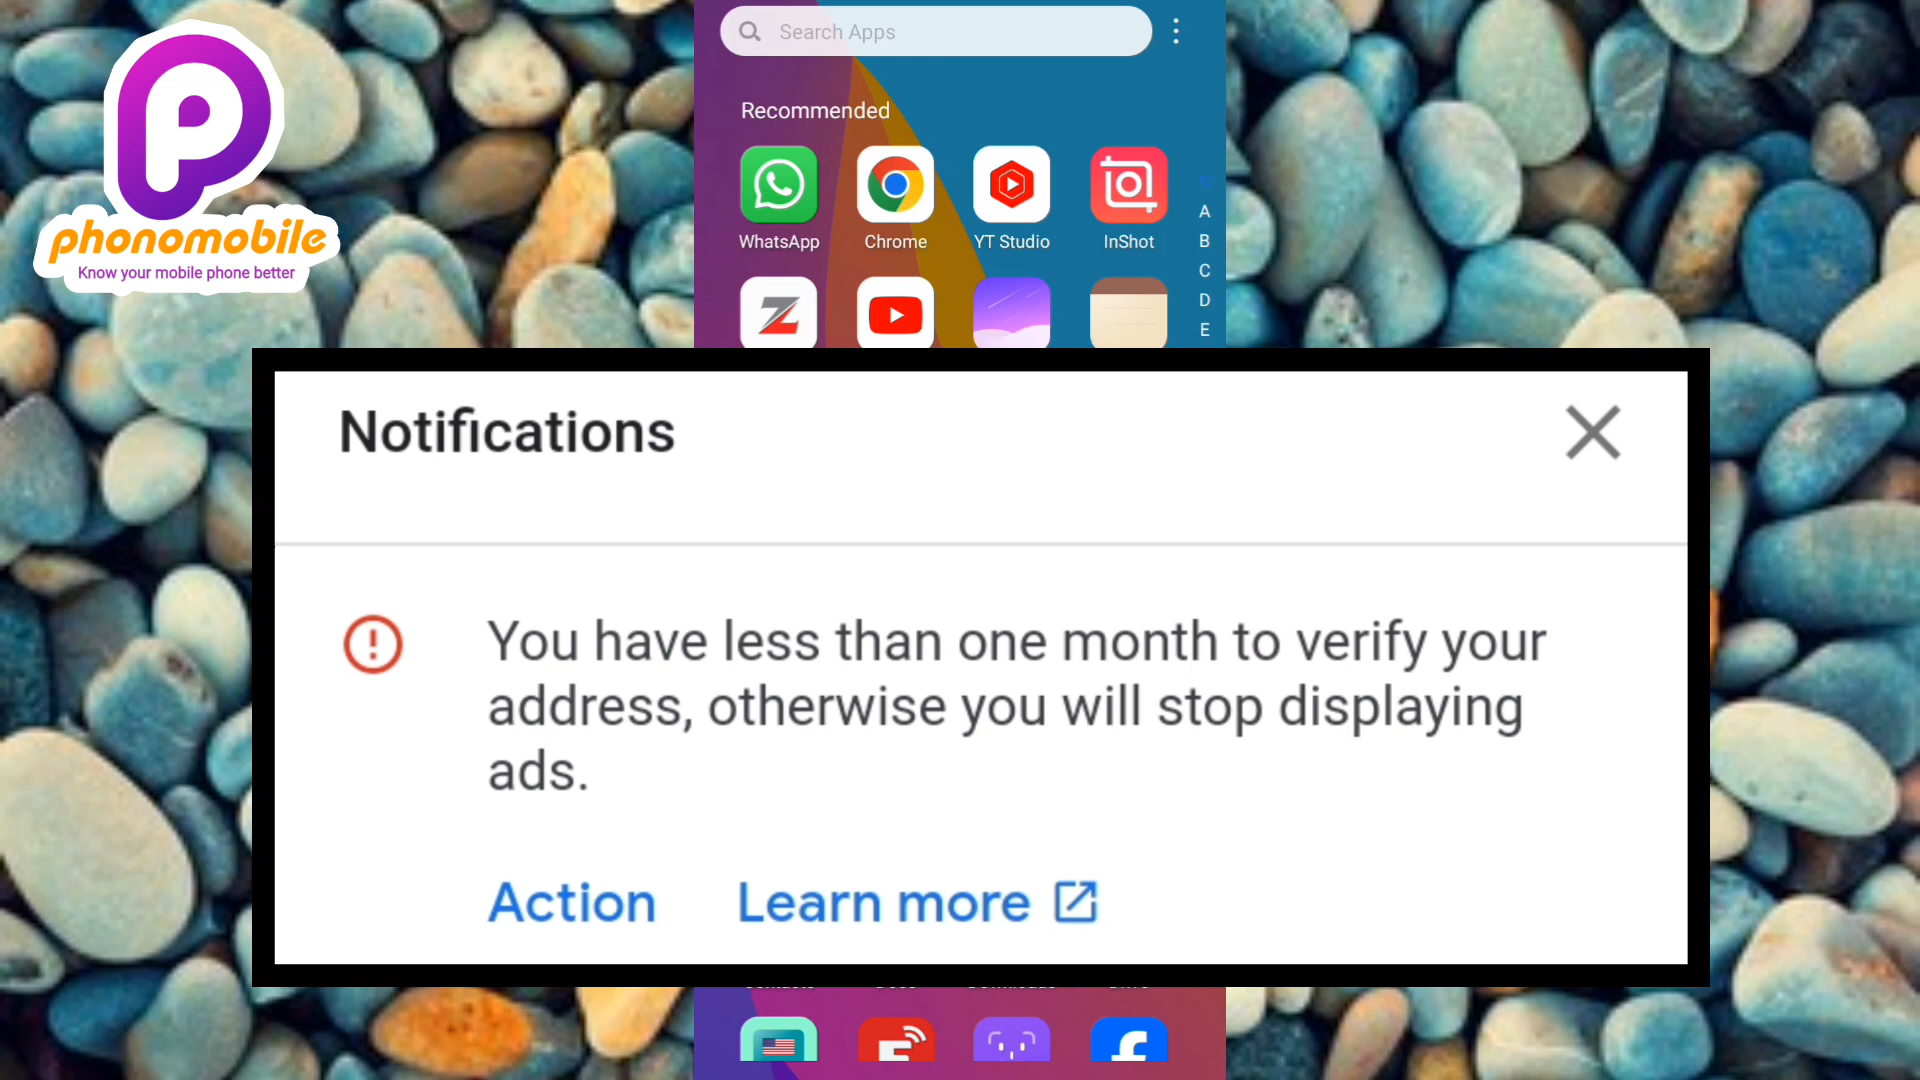 Search Apps
Recommended
WhatsApp
Chrome
YT Studio
InShot
A
B
C
D
E
phonomobile
Know your mobile phone better
Notifications
You have less than one month to verify your
address, otherwise you will stop displaying
ads.
Action
Learn more